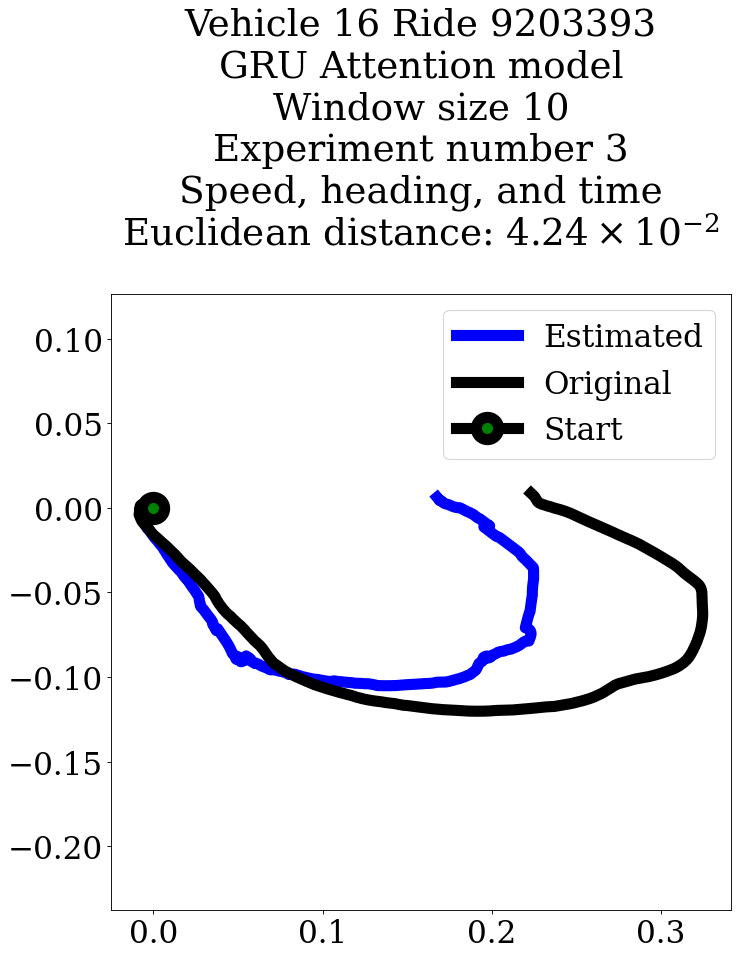 Vehicle 16 Ride 9203393
GRU Attention model
Window size 10
Experiment number 3
Speed, heading, and time
Euclidean distance: 4.24 × 10⁻²
Estimated
Original
Start
0.10
0.05
0.00
−0.05
−0.10
−0.15
−0.20
0.0 0.1 0.2 0.3